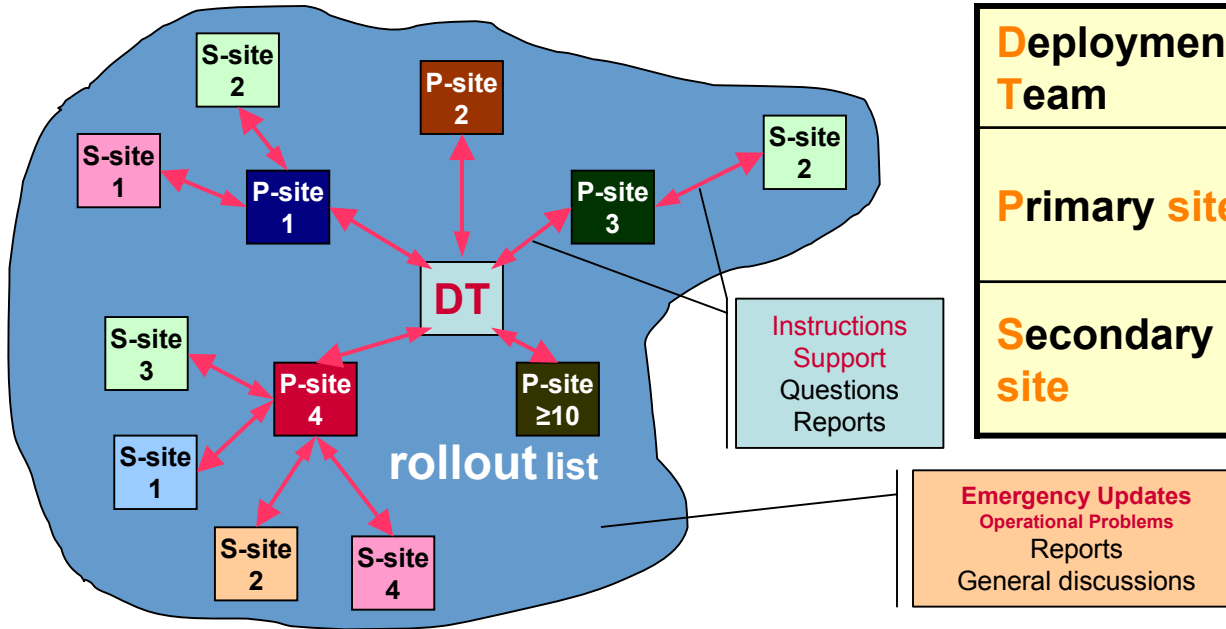 S-site
2
P-site
2
S-site
1
P-site
1
P-site
3
S-site
2
DT
S-site
3
P-site
4
P-site
≥10
S-site
1
rollout list
S-site
2
S-site
4
Instructions
Support
Questions
Reports
Emergency Updates
Operational Problems
Reports
General discussions
Deploymen
Team
Primary site
Secondary
site